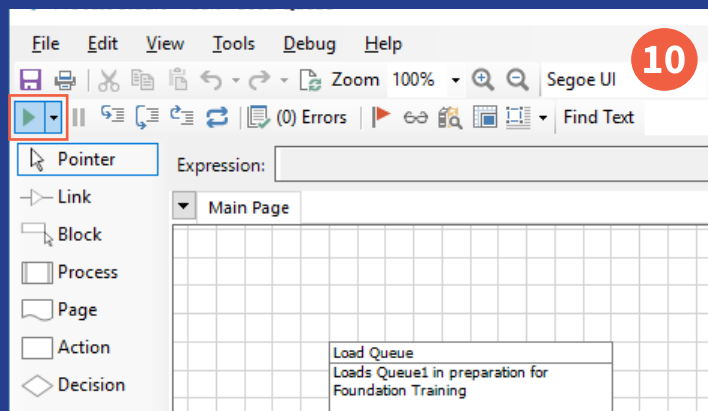 File Edit View Tools Debug Help
10
Zoom 100% Segoe UI
(0) Errors Find Text
Pointer
Expression:
Link
Main Page
Block
Process
Page
Action
Load Queue
Loads Queue1 in preparation for
Foundation Training
Decision